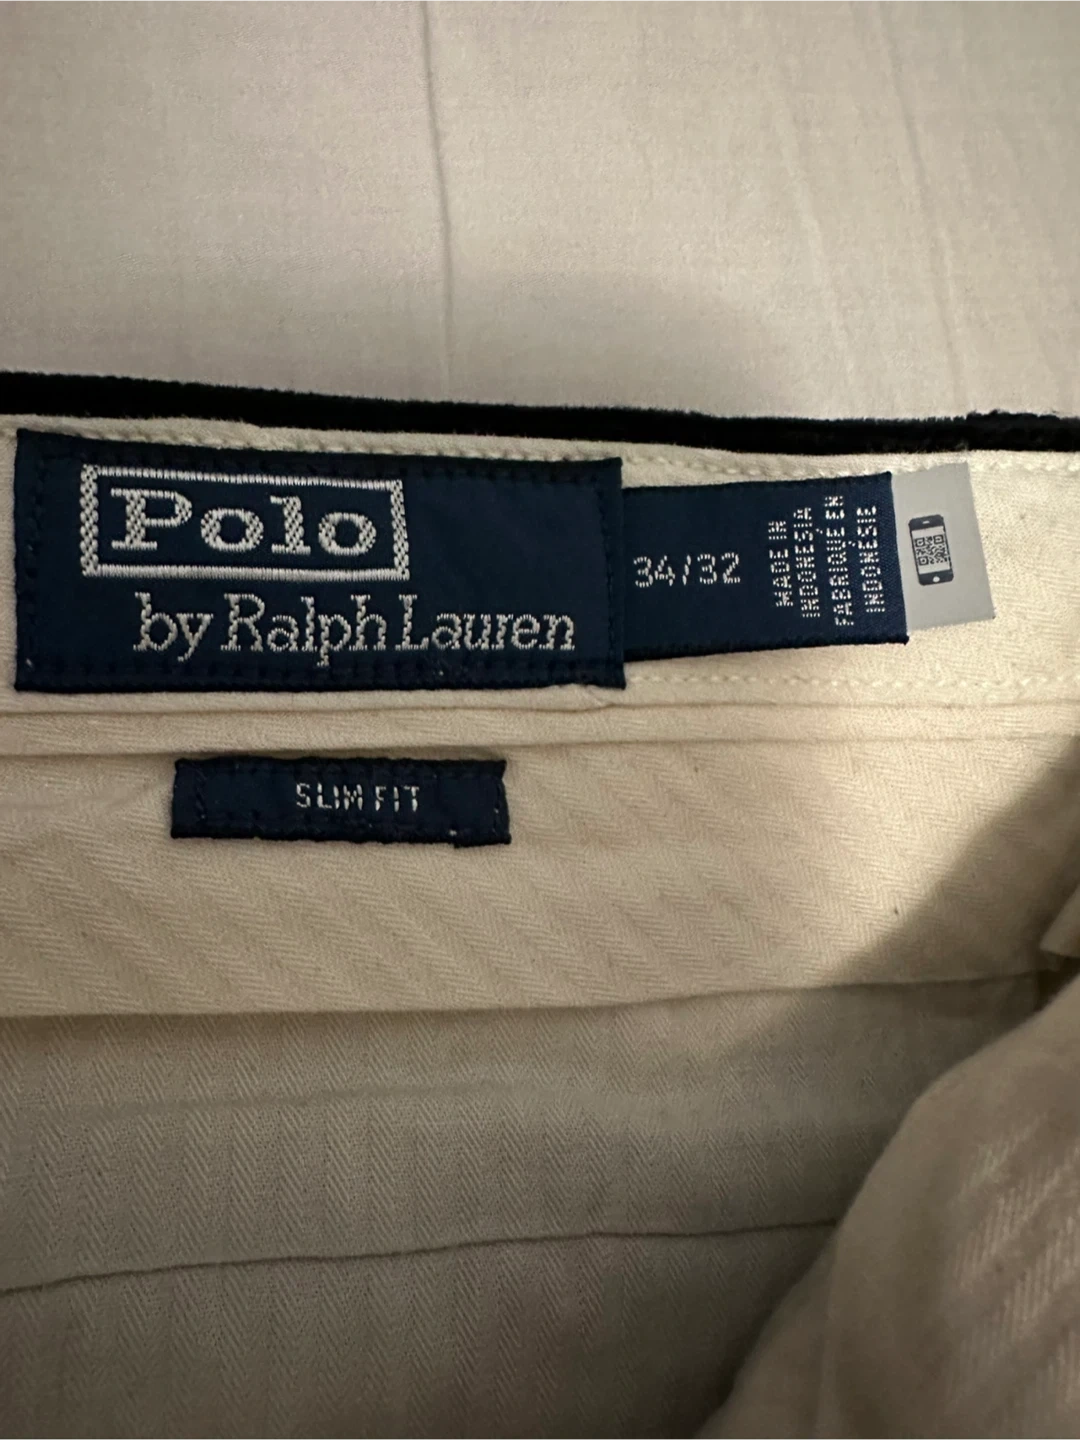 Polo
by Ralph Lauren
34/32
MADE IN
INDONESIA
FABRIQUE EN
INDONESIE
SLIM FIT